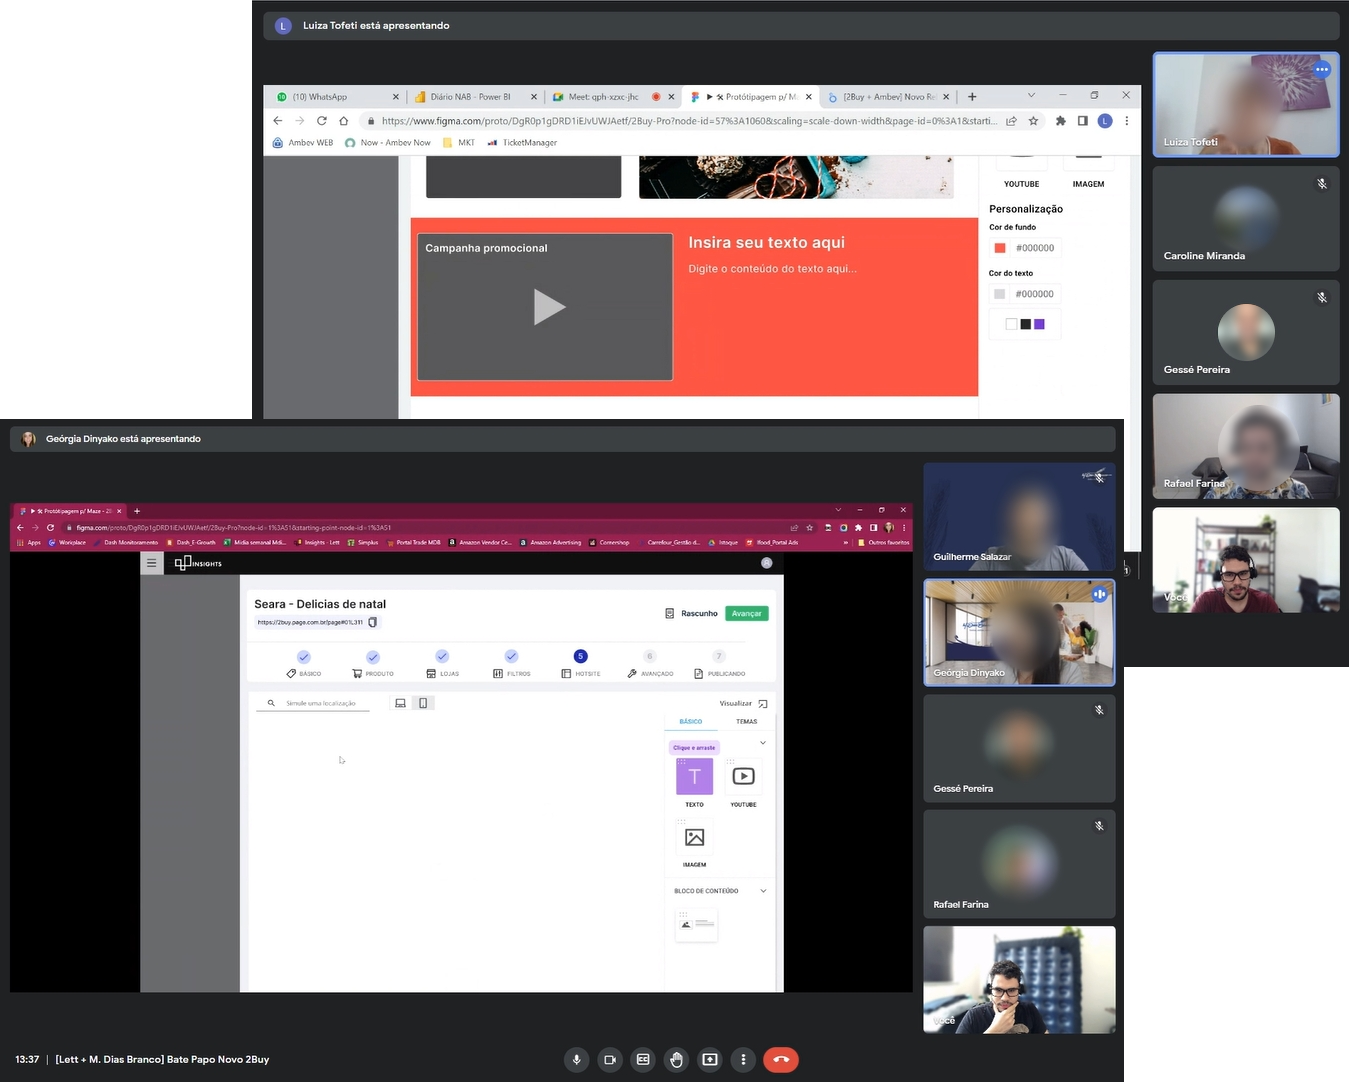 Luiza Tofeti está apresentando
(10) WhatsApp
Diário NAB - Power BI
Meet: qph-xzxc-jhc
Protótipagem p/ M
[2Buy + Ambev] Novo Re
https://www.figma.com/proto/DgR0p1gDRD1iEJvUWJAetf/2Buy-Pro?node-id=57%3A1060&scaling=scale-down-width&page-id=0%3A1&starti...
L
Ambev WEB
Now - Ambev Now
MKT
TicketManager
YOUTUBE
IMAGEM
Personalização
Cor de fundo
#000000
Cor do texto
#000000
Campanha promocional
Insira seu texto aqui
Digite o conteúdo do texto aqui...
Luiza Tofeti
Caroline Miranda
Gessé Pereira
Rafael Farina
Você
Geórgia Dinyako está apresentando
Protótipagem p/ Maze - 2B
figma.com/proto/DgR0p1gDRD1iEJvUWJAetf/2Buy-Pro?node-id=1%3A51&starting-point-node-id=1%3A51
Apps
Workplace
Dash Monitoramento
Dash_E-Growth
Mídia semanal Mdi...
Insights - Lett
Simplus
Portal Trade MDB
Amazon Vendor Ce...
Amazon Advertising
Cornershop
Carrefour_Gestão d...
Istoque
Ifood_Portal Ads
Outros favoritos
INSIGHTS
Seara - Delicias de natal
https://2buy.page.com.br/page#01L311
Rascunho
Avançar
5
6
7
BÁSICO
PRODUTO
LOJAS
FILTROS
HOTSITE
AVANÇADO
PUBLICANDO
Simule uma localização
Visualizar
BÁSICO
TEMAS
Clique e arraste
T
TEXTO
YOUTUBE
IMAGEM
BLOCO DE CONTEÚDO
Guilherme Salazar
Geórgia Dinyako
Gessé Pereira
Rafael Farina
Você
13:37 | [Lett + M. Dias Branco] Bate Papo Novo 2Buy